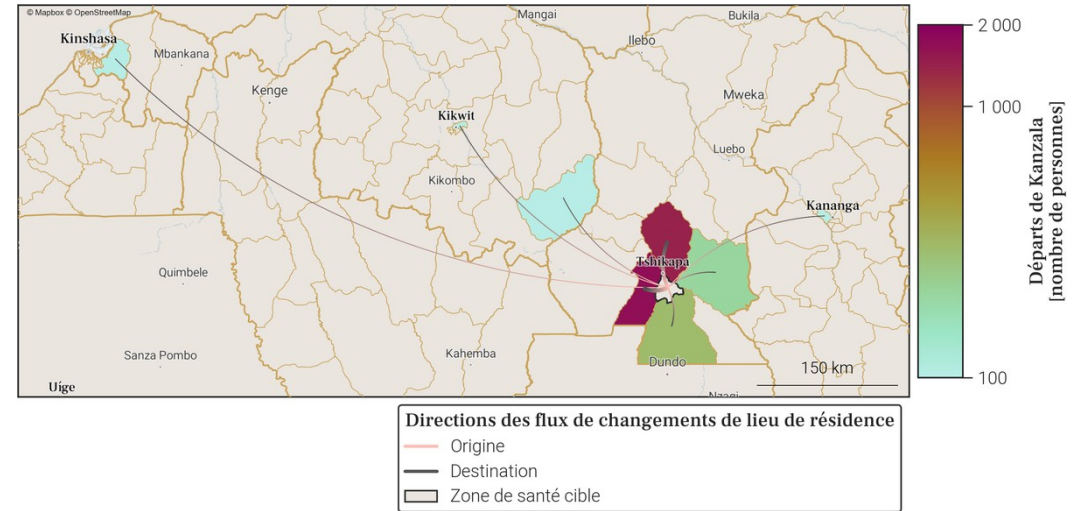 © Mapbox © OpenStreetMap
Mangai
Bukila
Kinshasa
Mbankana
Ilebo
Kenge
Mweka
Kikwit
Luebo
Kikombo
Kananga
Tshikapa
Quimbele
Sanza Pombo
Kahemba
Dundo
150 km
Uíge
Nzagi
2 000
1 000
100
Départs de Kanzala
[nombre de personnes]
Directions des flux de changements de lieu de résidence
Origine
Destination
Zone de santé cible